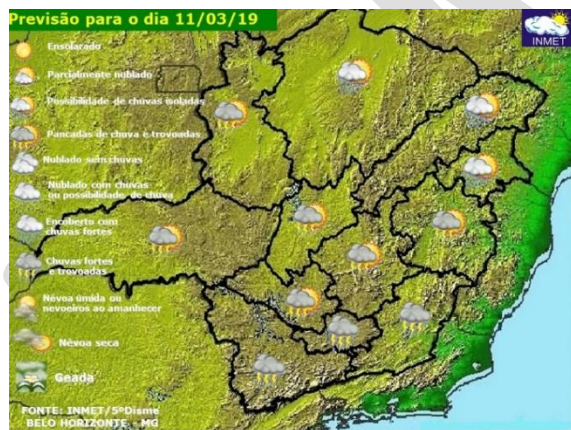 Previsão para o dia 11/03/19
INMET
Ensolarado
Parcialmente nublado
Possibilidade de chuvas isoladas
Pancadas de chuva e trovoadas
Nublado sem chuvas
Nublado com chuvas
ou possibilidade de chuva
Encoberto com
chuvas fortes
Chuvas fortes
e trovoadas
Névoa úmida ou
nevoeiros ao amanhecer
Névoa seca
Geada
FONTE: INMET/5ºDisme
BELO HORIZONTE - MG